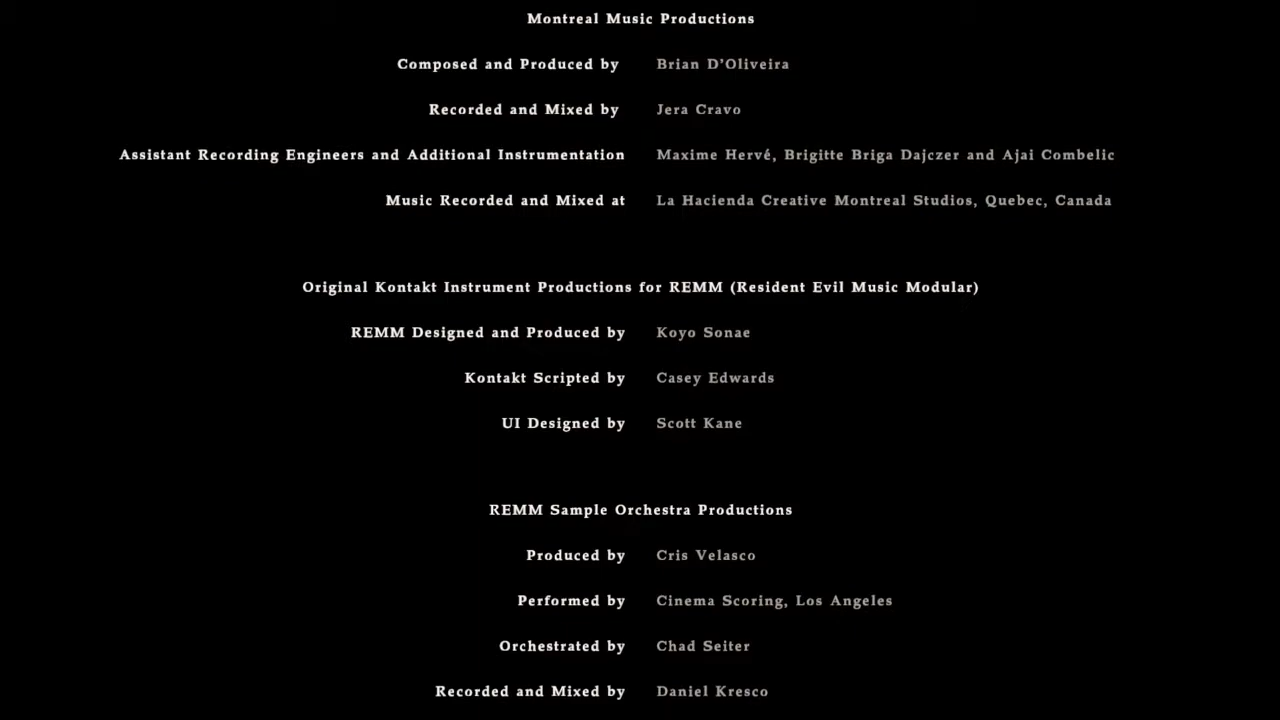 Montreal Music Productions
Composed and Produced by Brian D’Oliveira
Recorded and Mixed by Jera Cravo
Assistant Recording Engineers and Additional Instrumentation Maxime Hervé, Brigitte Briga Dajczer and Ajai Combelic
Music Recorded and Mixed at La Hacienda Creative Montreal Studios, Quebec, Canada
Original Kontakt Instrument Productions for REMM (Resident Evil Music Modular)
REMM Designed and Produced by Koyo Sonae
Kontakt Scripted by Casey Edwards
UI Designed by Scott Kane
REMM Sample Orchestra Productions
Produced by Cris Velasco
Performed by Cinema Scoring, Los Angeles
Orchestrated by Chad Seiter
Recorded and Mixed by Daniel Kresco